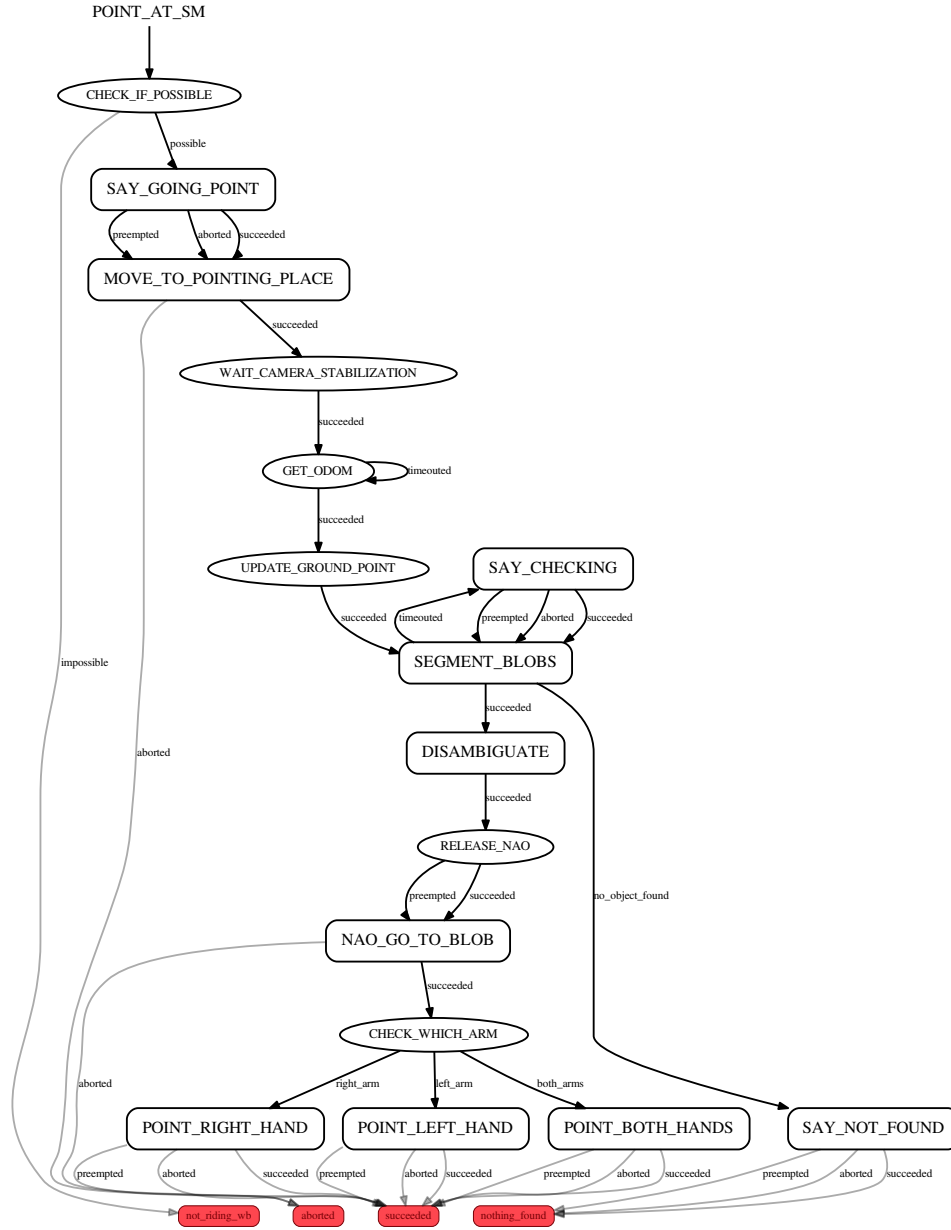 POINT_AT_SM
CHECK_IF_POSSIBLE
possible
SAY_GOING_POINT
preempted
aborted
succeeded
MOVE_TO_POINTING_PLACE
succeeded
WAIT_CAMERA_STABILIZATION
succeeded
GET_ODOM
timeouted
succeeded
UPDATE_GROUND_POINT
SAY_CHECKING
succeeded
timeouted
preempted
aborted
succeeded
impossible
SEGMENT_BLOBS
succeeded
aborted
DISAMBIGUATE
succeeded
RELEASE_NAO
preempted
succeeded
no_object_found
NAO_GO_TO_BLOB
succeeded
CHECK_WHICH_ARM
aborted
right_arm
left_arm
both_arms
POINT_RIGHT_HAND
POINT_LEFT_HAND
POINT_BOTH_HANDS
SAY_NOT_FOUND
preempted
aborted
succeeded
preempted
aborted
succeeded
preempted
aborted
succeeded
preempted
aborted
succeeded
not_riding_wb
aborted
succeeded
nothing_found